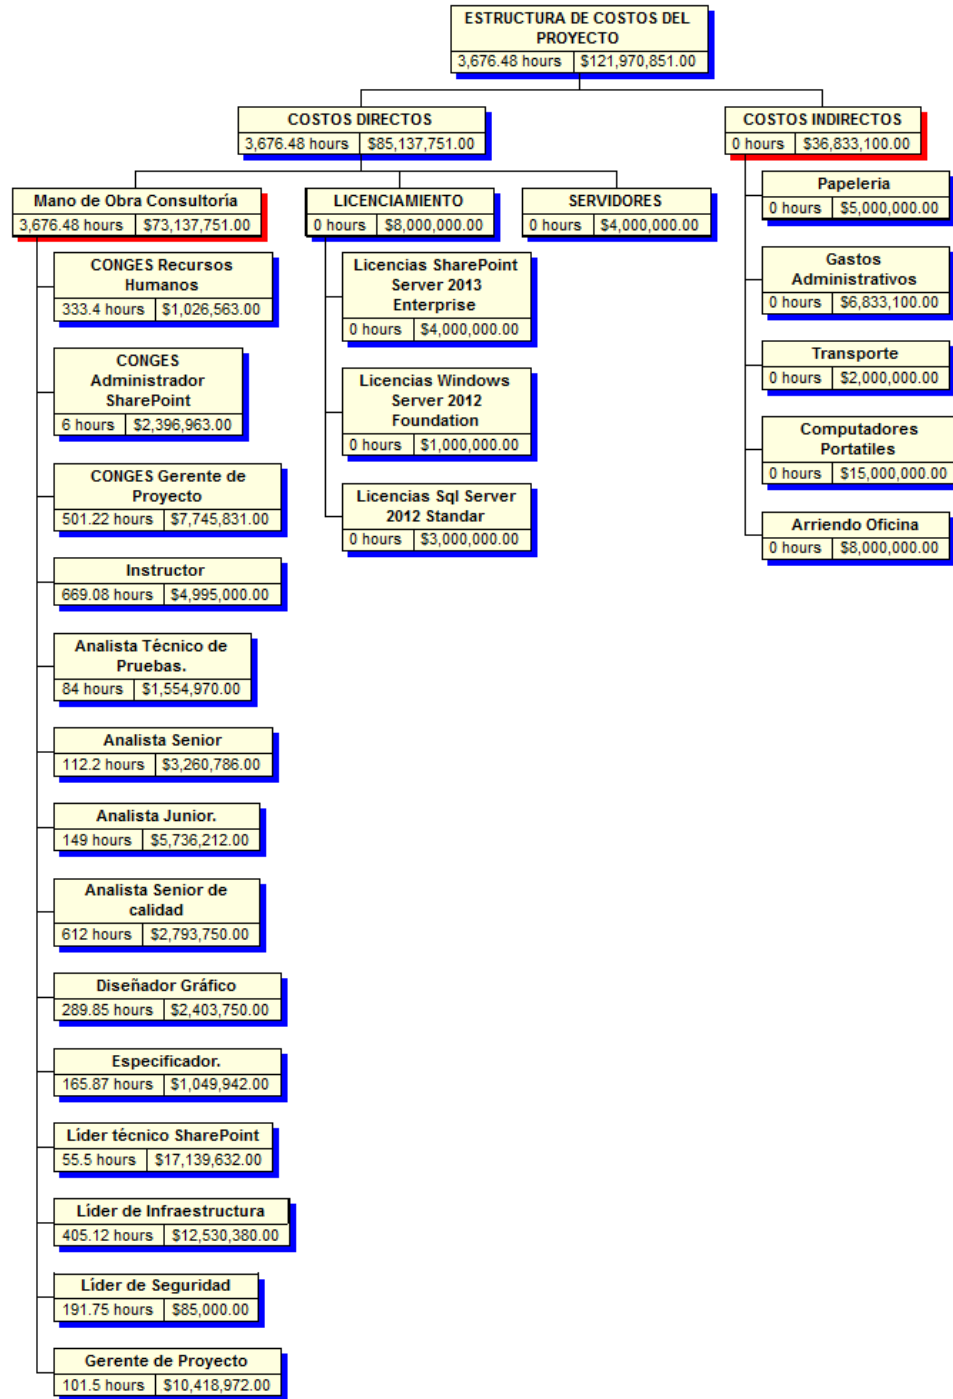 ESTRUCTURA DE COSTOS DEL
PROYECTO
3,676.48 hours $121,970,851.00
COSTOS DIRECTOS
3,676.48 hours $85,137,751.00
COSTOS INDIRECTOS
0 hours $36,833,100.00
Mano de Obra Consultoría
3,676.48 hours $73,137,751.00
LICENCIAMIENTO
0 hours $8,000,000.00
SERVIDORES
0 hours $4,000,000.00
CONGES Recursos
Humanos
333.4 hours $1,026,563.00
CONGES
Administrador
SharePoint
6 hours $2,396,963.00
CONGES Gerente de
Proyecto
501.22 hours $7,745,831.00
Instructor
669.08 hours $4,995,000.00
Analista Técnico de
Pruebas.
84 hours $1,554,970.00
Analista Senior
112.2 hours $3,260,786.00
Analista Junior.
149 hours $5,736,212.00
Analista Senior de
calidad
612 hours $2,793,750.00
Diseñador Gráfico
289.85 hours $2,403,750.00
Especificador.
165.87 hours $1,049,942.00
Líder técnico SharePoint
55.5 hours $17,139,632.00
Líder de Infraestructura
405.12 hours $12,530,380.00
Líder de Seguridad
191.75 hours $85,000.00
Gerente de Proyecto
101.5 hours $10,418,972.00
Licencias SharePoint
Server 2013
Enterprise
0 hours $4,000,000.00
Licencias Windows
Server 2012
Foundation
0 hours $1,000,000.00
Licencias Sql Server
2012 Standar
0 hours $3,000,000.00
Papeleria
0 hours $5,000,000.00
Gastos
Administrativos
0 hours $6,833,100.00
Transporte
0 hours $2,000,000.00
Computadores
Portatiles
0 hours $15,000,000.00
Arriendo Oficina
0 hours $8,000,000.00